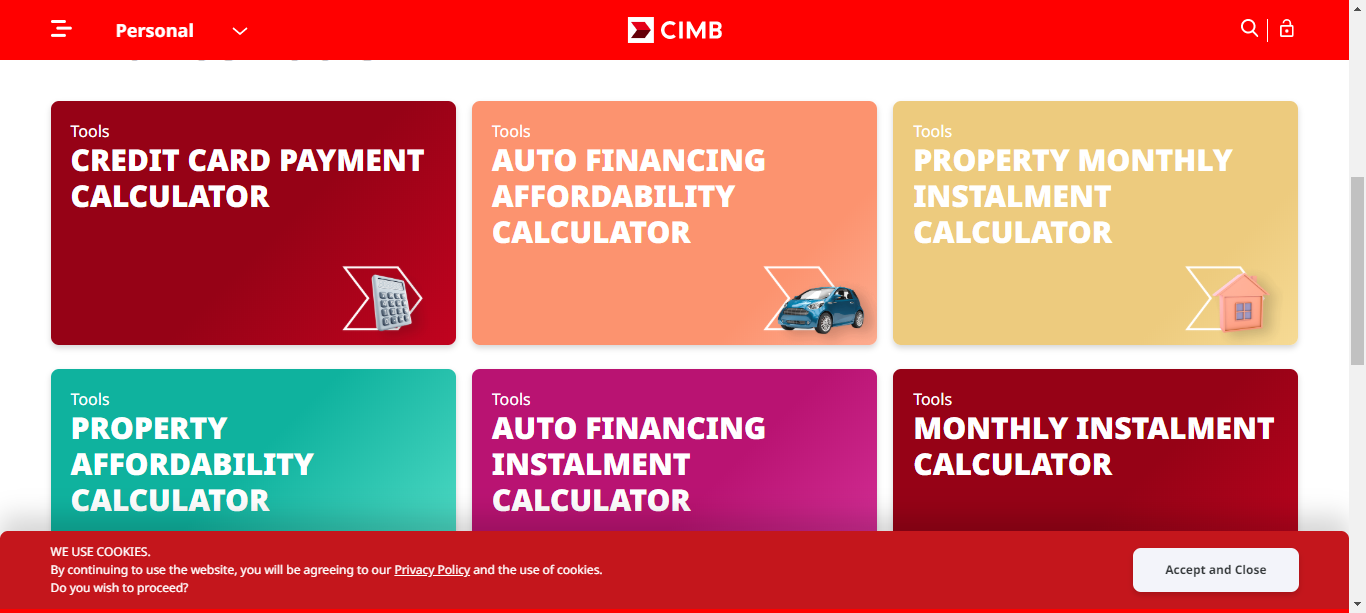 Personal
CIMB
Tools
CREDIT CARD PAYMENT
CALCULATOR
Tools
AUTO FINANCING
AFFORDABILITY
CALCULATOR
Tools
PROPERTY MONTHLY
INSTALMENT
CALCULATOR
Tools
PROPERTY
AFFORDABILITY
CALCULATOR
Tools
AUTO FINANCING
INSTALMENT
CALCULATOR
Tools
MONTHLY INSTALMENT
CALCULATOR
WE USE COOKIES.
By continuing to use the website, you will be agreeing to our Privacy Policy and the use of cookies.
Do you wish to proceed?
Accept and Close